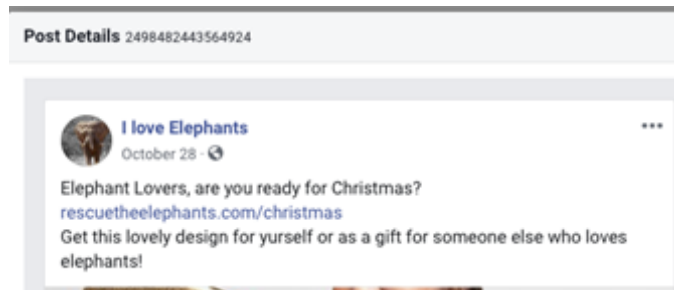 Post Details 2498482443564924
I love Elephants
October 28 ·
Elephant Lovers, are you ready for Christmas?
rescuetheelephants.com/christmas
Get this lovely design for yurself or as a gift for someone else who loves
elephants!